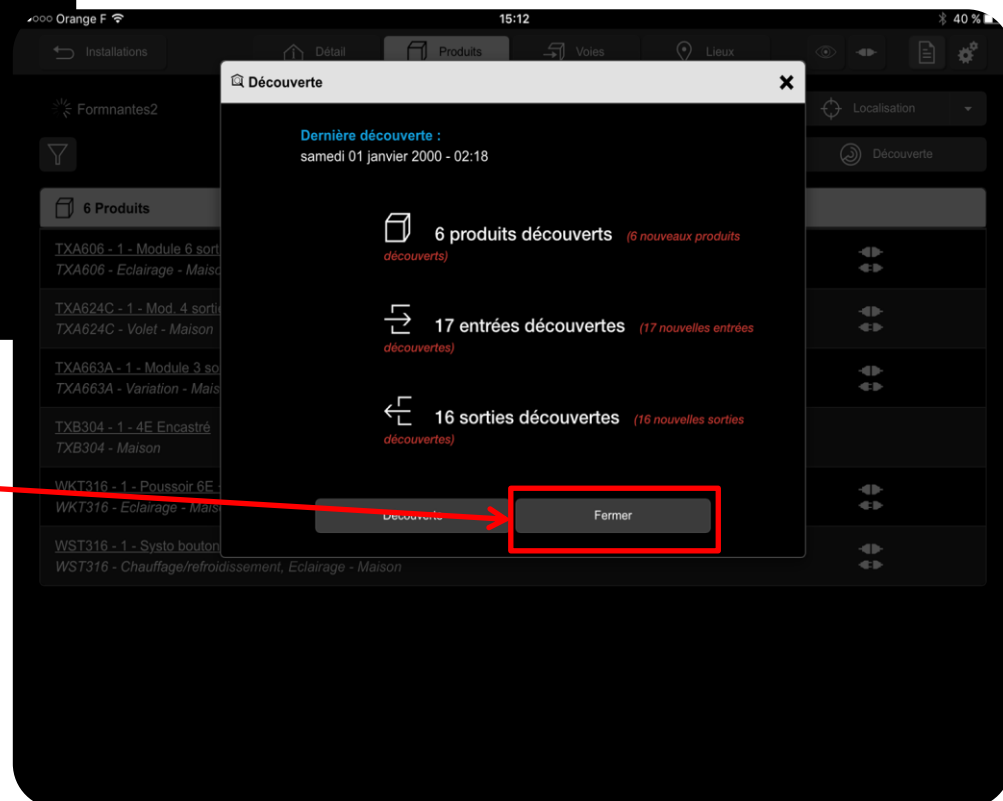 Orange F 15:12 40 %
Installations Détail Produits Voies Lieux
Découverte
Formnantes2 Localisation
Dernière découverte :
samedi 01 janvier 2000 - 02:18
Découverte
6 Produits
6 produits découverts (6 nouveaux produits
découverts)
TXA606 - 1 - Module 6 sort
TXA606 - Eclairage - Maiso
TXA624C - 1 - Mod. 4 sortie
TXA624C - Volet - Maison
17 entrées découvertes (17 nouvelles entrées
découvertes)
TXA663A - 1 - Module 3 so
TXA663A - Variation - Mais
16 sorties découvertes (16 nouvelles sorties
découvertes)
TXB304 - 1 - 4E Encastré
TXB304 - Maison
WKT316 - 1 - Poussoir 6E -
WKT316 - Eclairage - Mais
Découverte Fermer
WST316 - 1 - Systo bouton
WST316 - Chauffage/refroidissement, Eclairage - Maison